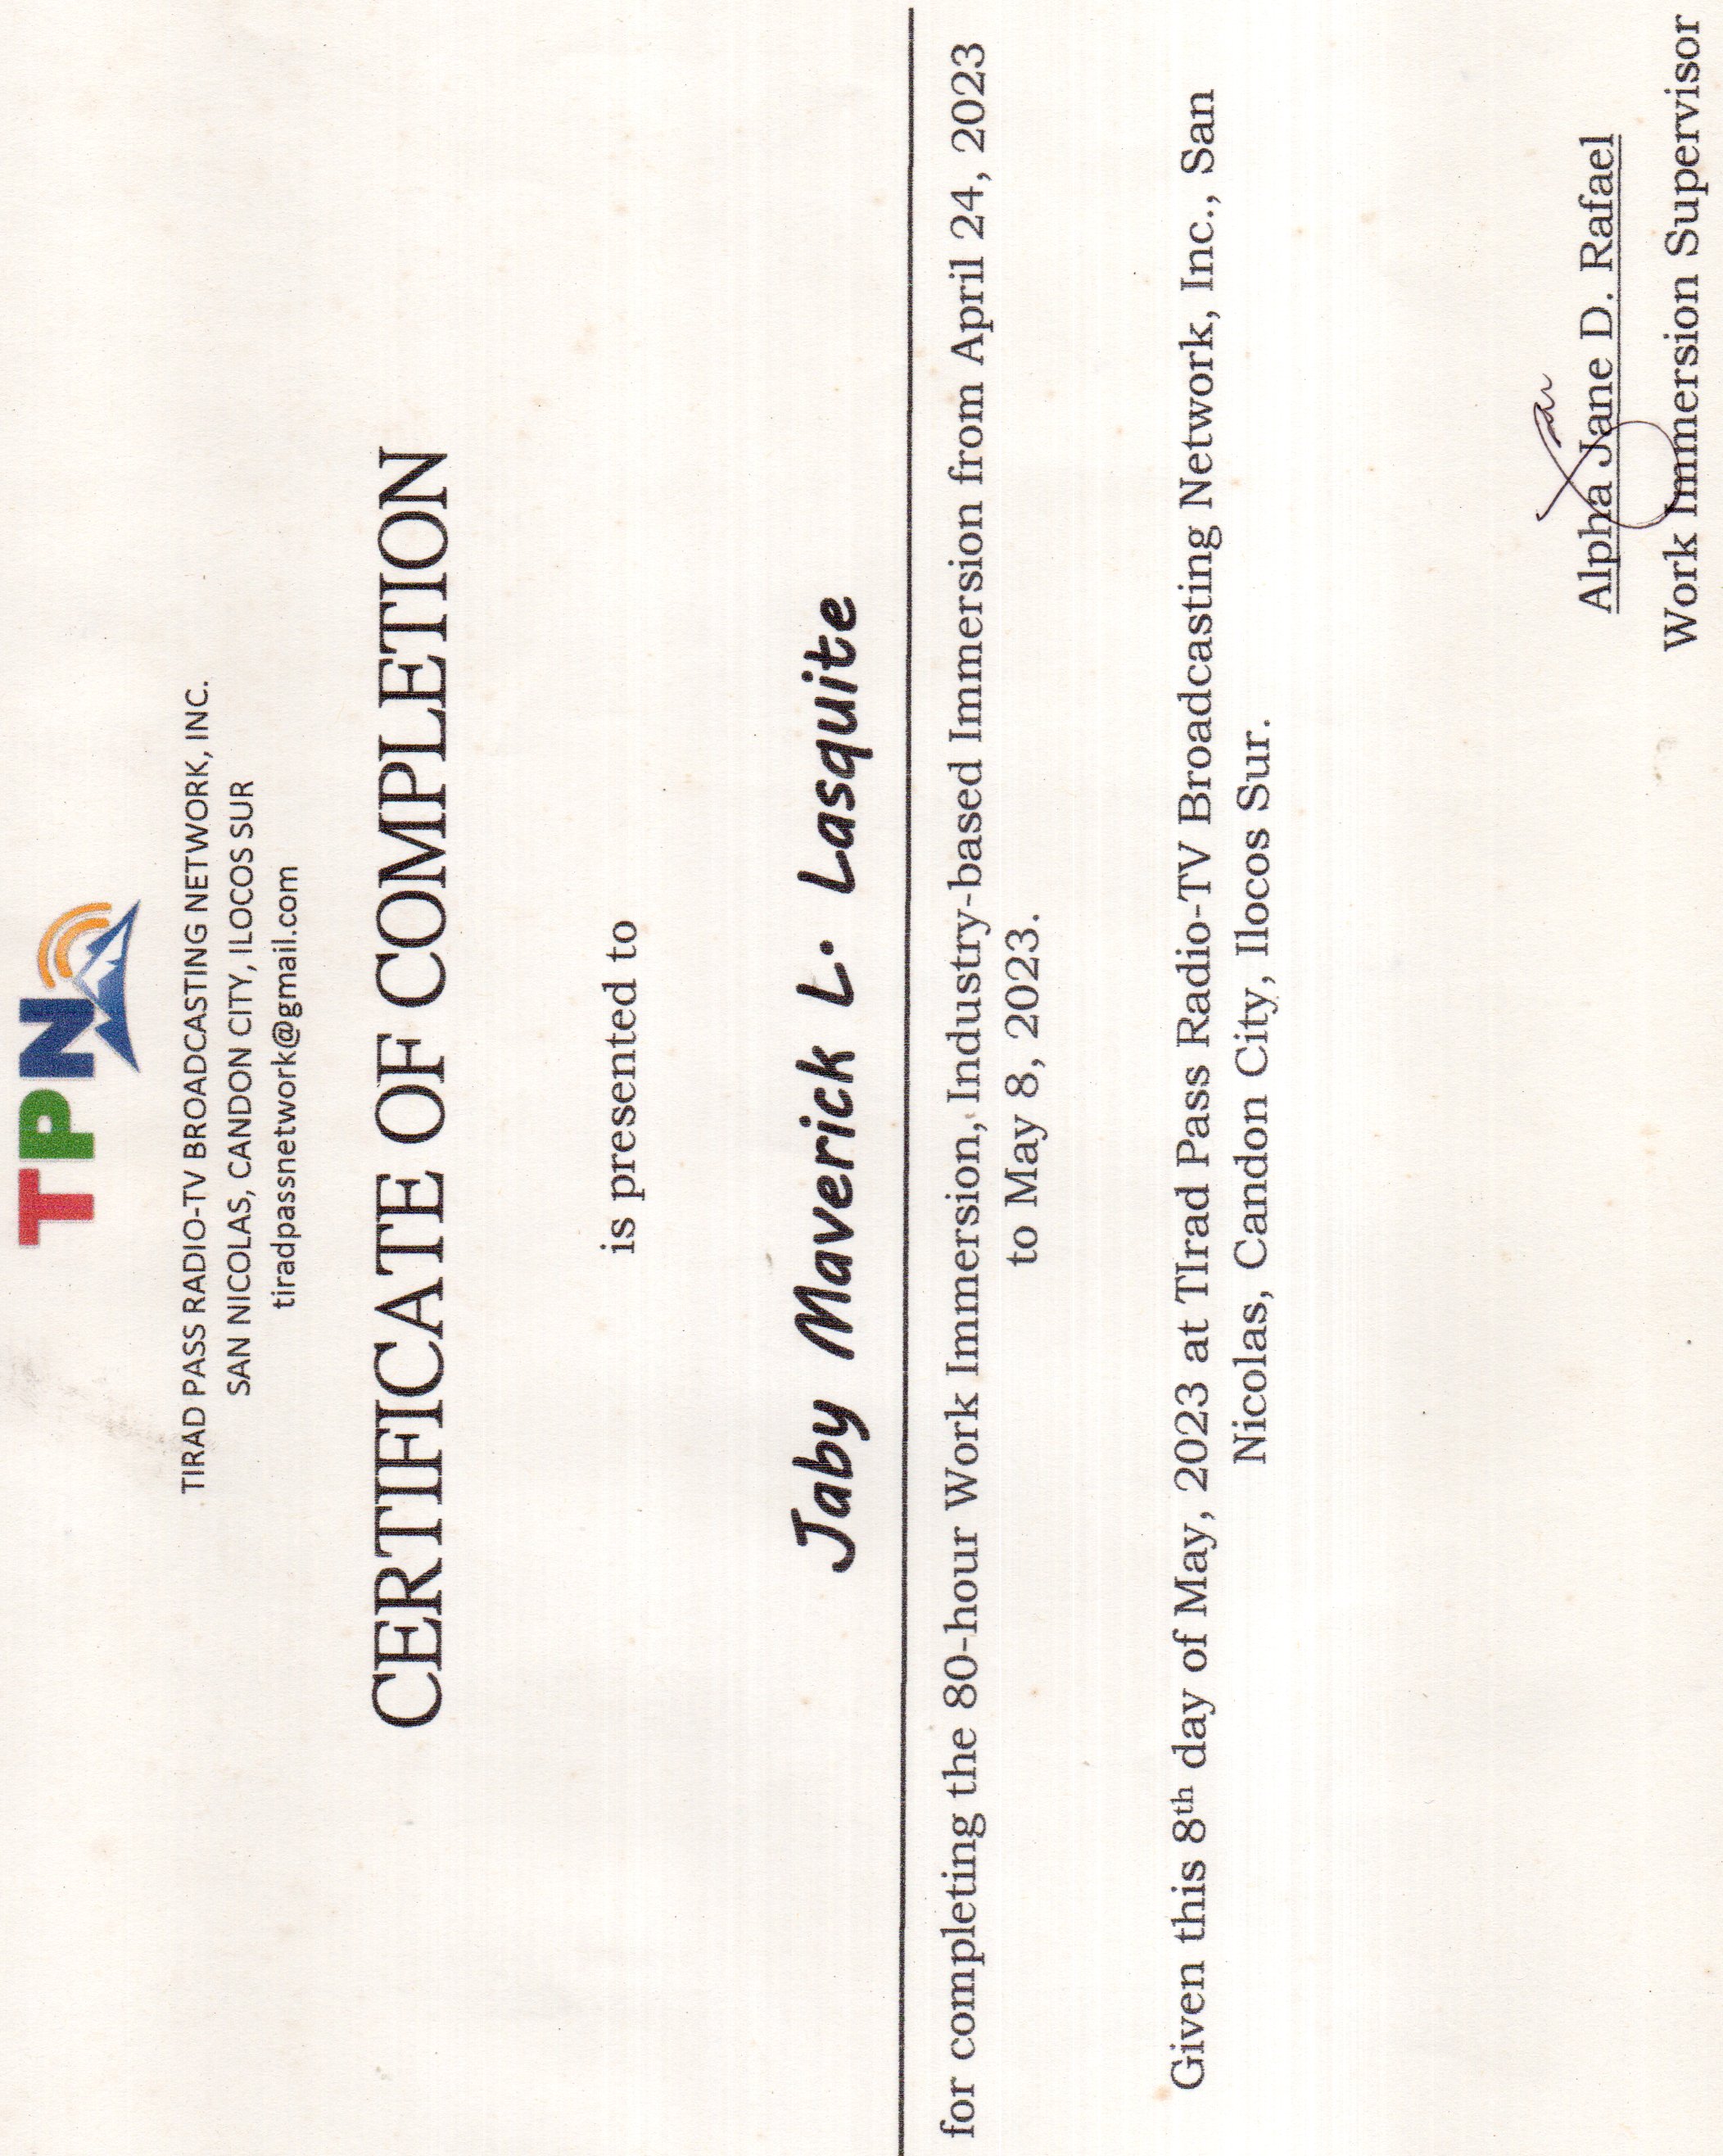 TPN
TIRAD PASS RADIO-TV BROADCASTING NETWORK, INC.
SAN NICOLAS, CANDON CITY, ILOCOS SUR
tiradpassnetwork@gmail.com
CERTIFICATE OF COMPLETION
is presented to
Jaby Maverick L. Lasquite
for completing the 80-hour Work Immersion, Industry-based Immersion from April 24, 2023
to May 8, 2023.
Given this 8th day of May, 2023 at TIrad Pass Radio-TV Broadcasting Network, Inc., San
Nicolas, Candon City, Ilocos Sur.
Alpha Jane D. Rafael
Work Immersion Supervisor